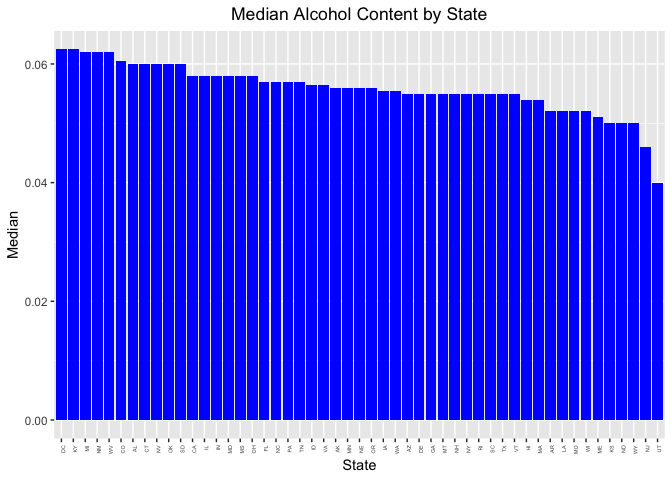 Median Alcohol Content by State
Median
0.06
0.04
0.02
0.00
DC KY MI NM WV CO AL CT NV OK SD CA IL IN MD MS OH FL NC PA TN ID VA AK MN NE OR IA WA AZ DE GA MT NH NY RI SC TX VT HI MA AR LA MO WI ME KS ND WY NJ UT
State